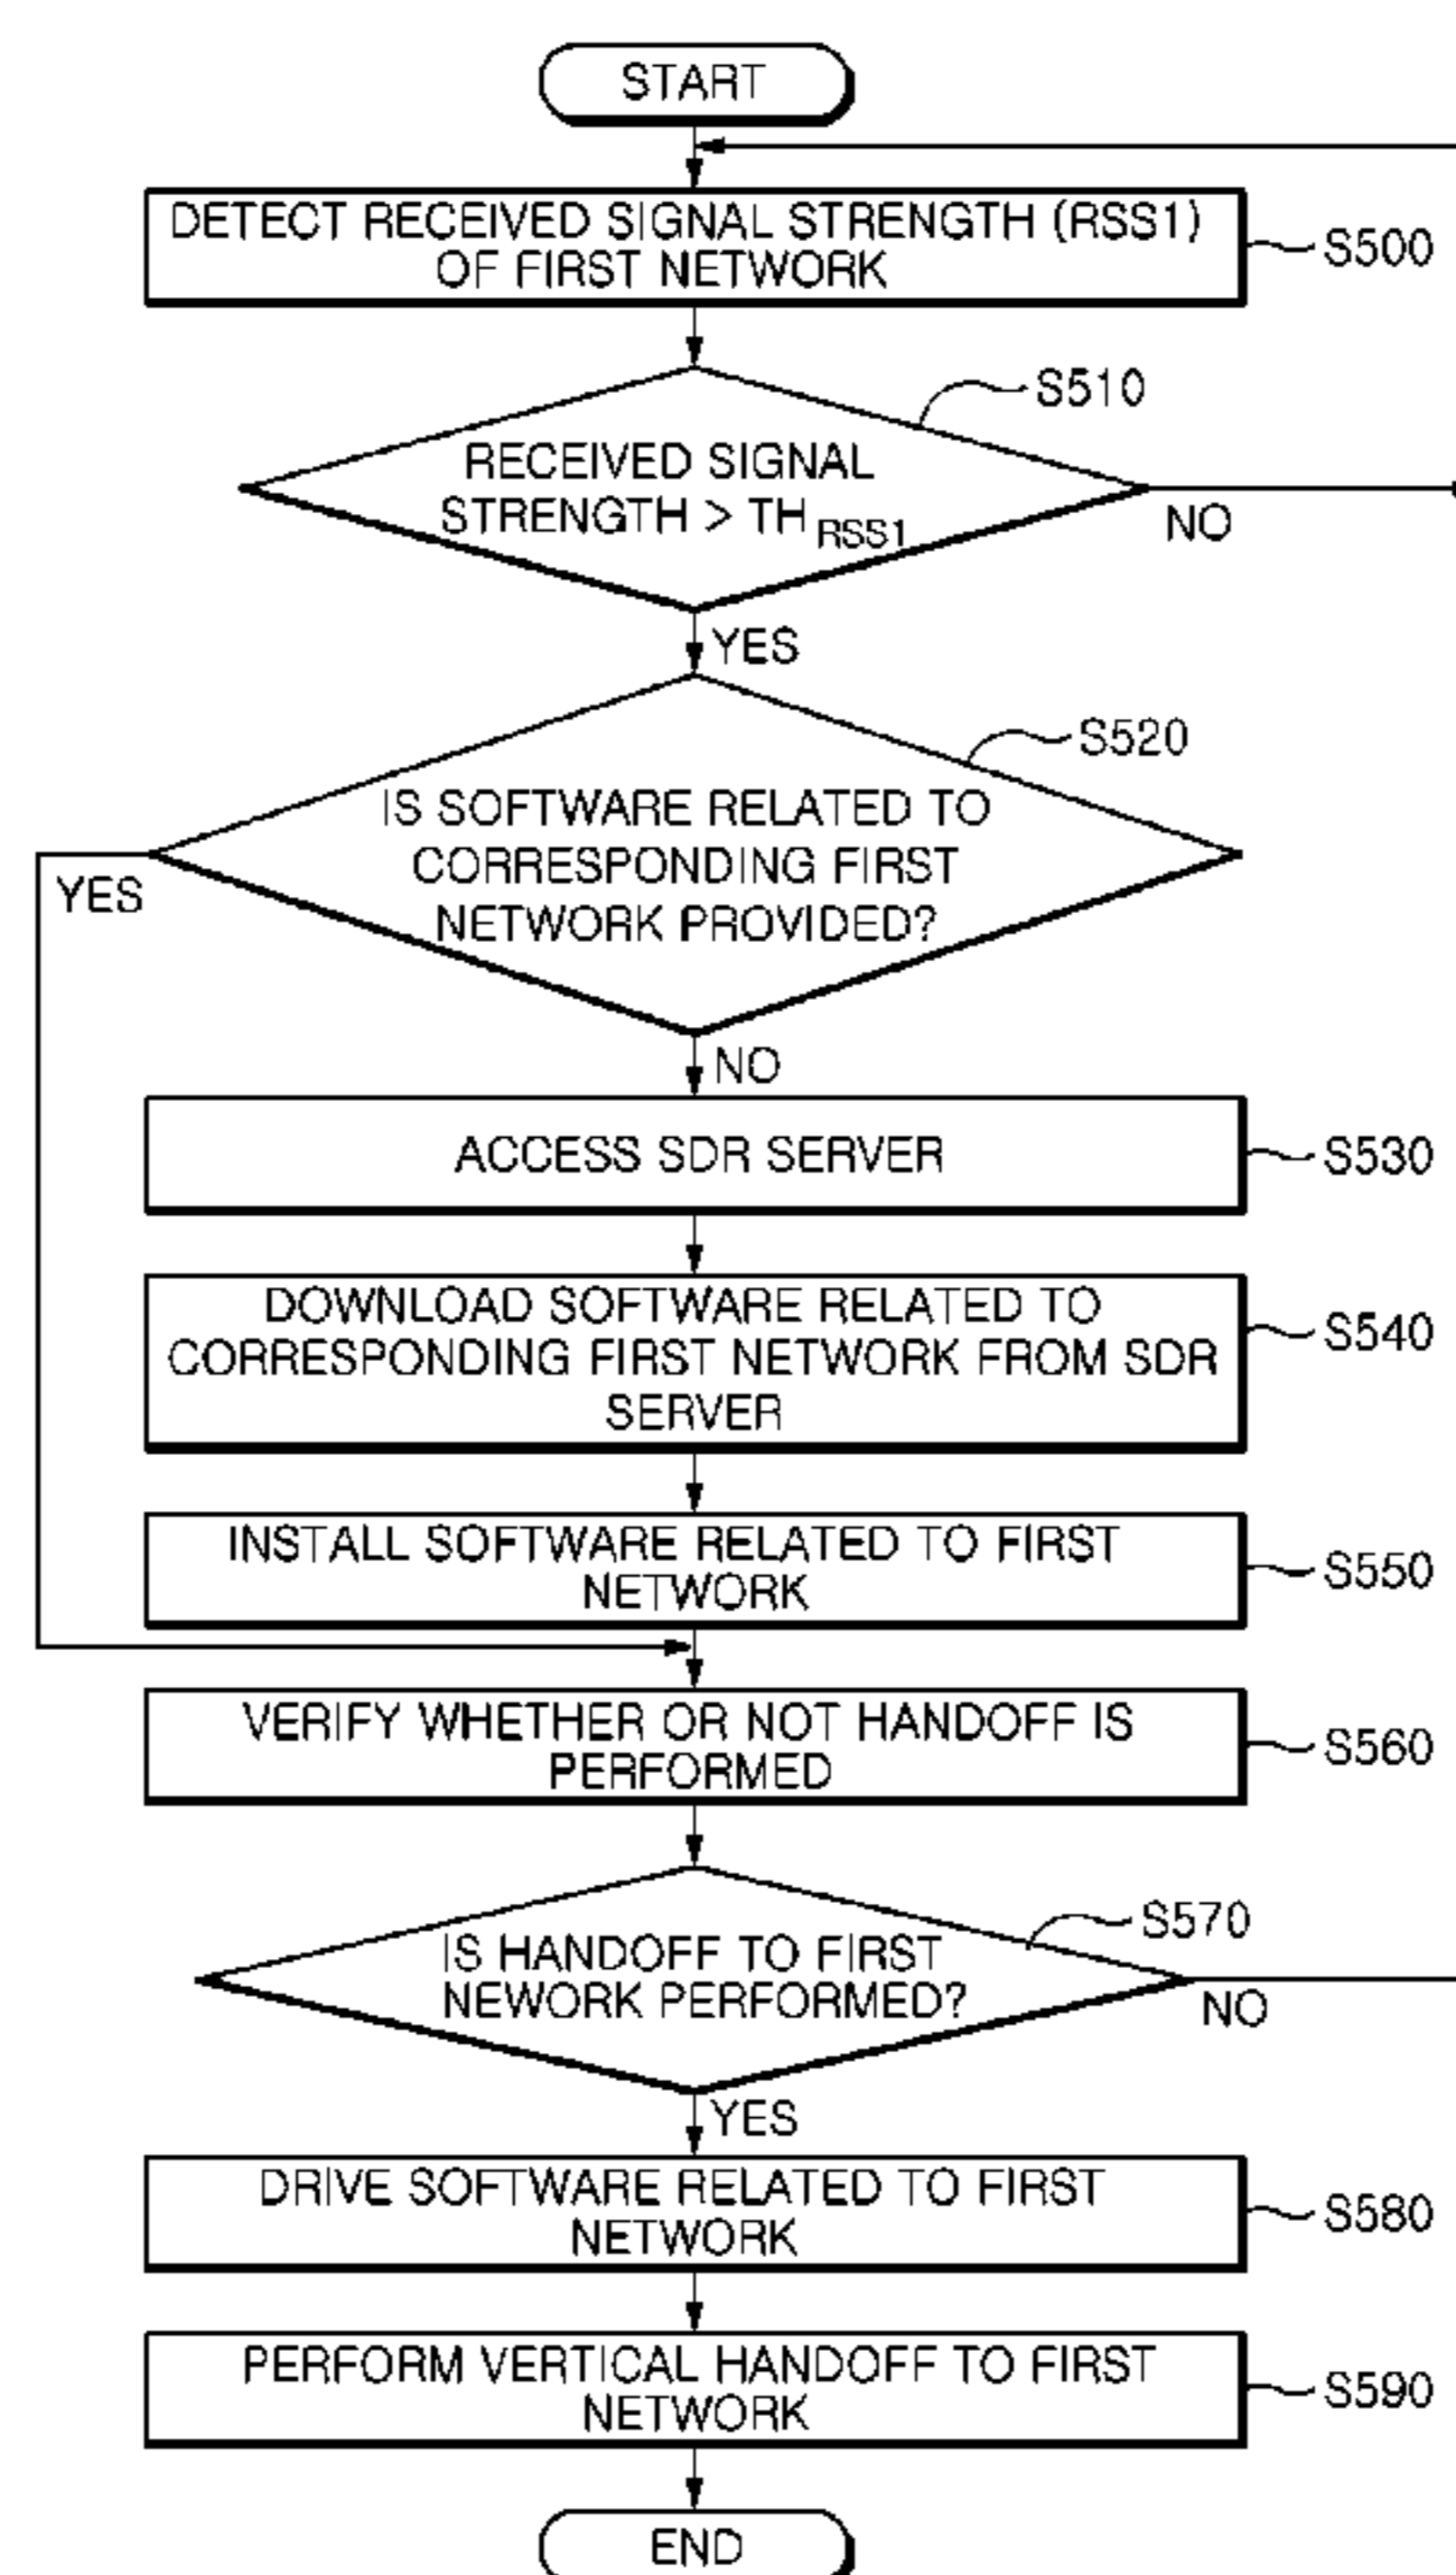 START
DETECT RECEIVED SIGNAL STRENGTH (RSS1)
OF FIRST NETWORK
S500
S510
RECEIVED SIGNAL
STRENGTH > TH RSS1
NO
YES
S520
IS SOFTWARE RELATED TO
CORRESPONDING FIRST
NETWORK PROVIDED?
YES
NO
ACCESS SDR SERVER
S530
DOWNLOAD SOFTWARE RELATED TO
CORRESPONDING FIRST NETWORK FROM SDR
SERVER
S540
INSTALL SOFTWARE RELATED TO FIRST
NETWORK
S550
VERIFY WHETHER OR NOT HANDOFF IS
PERFORMED
S560
S570
IS HANDOFF TO FIRST
NEWORK PERFORMED?
NO
YES
DRIVE SOFTWARE RELATED TO FIRST
NETWORK
S580
PERFORM VERTICAL HANDOFF TO FIRST
NETWORK
S590
END